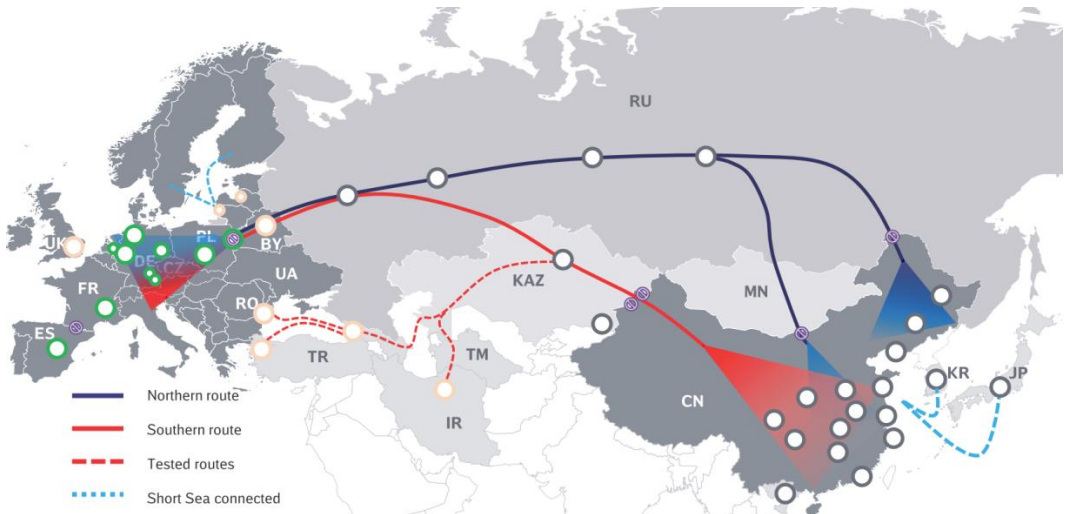 RU
UK
PL
BY
DE
CZ
KAZ
UA
FR
MN
RO
ES
TR
TM
KR
JP
CN
IR
Northern route
Southern route
Tested routes
Short Sea connected